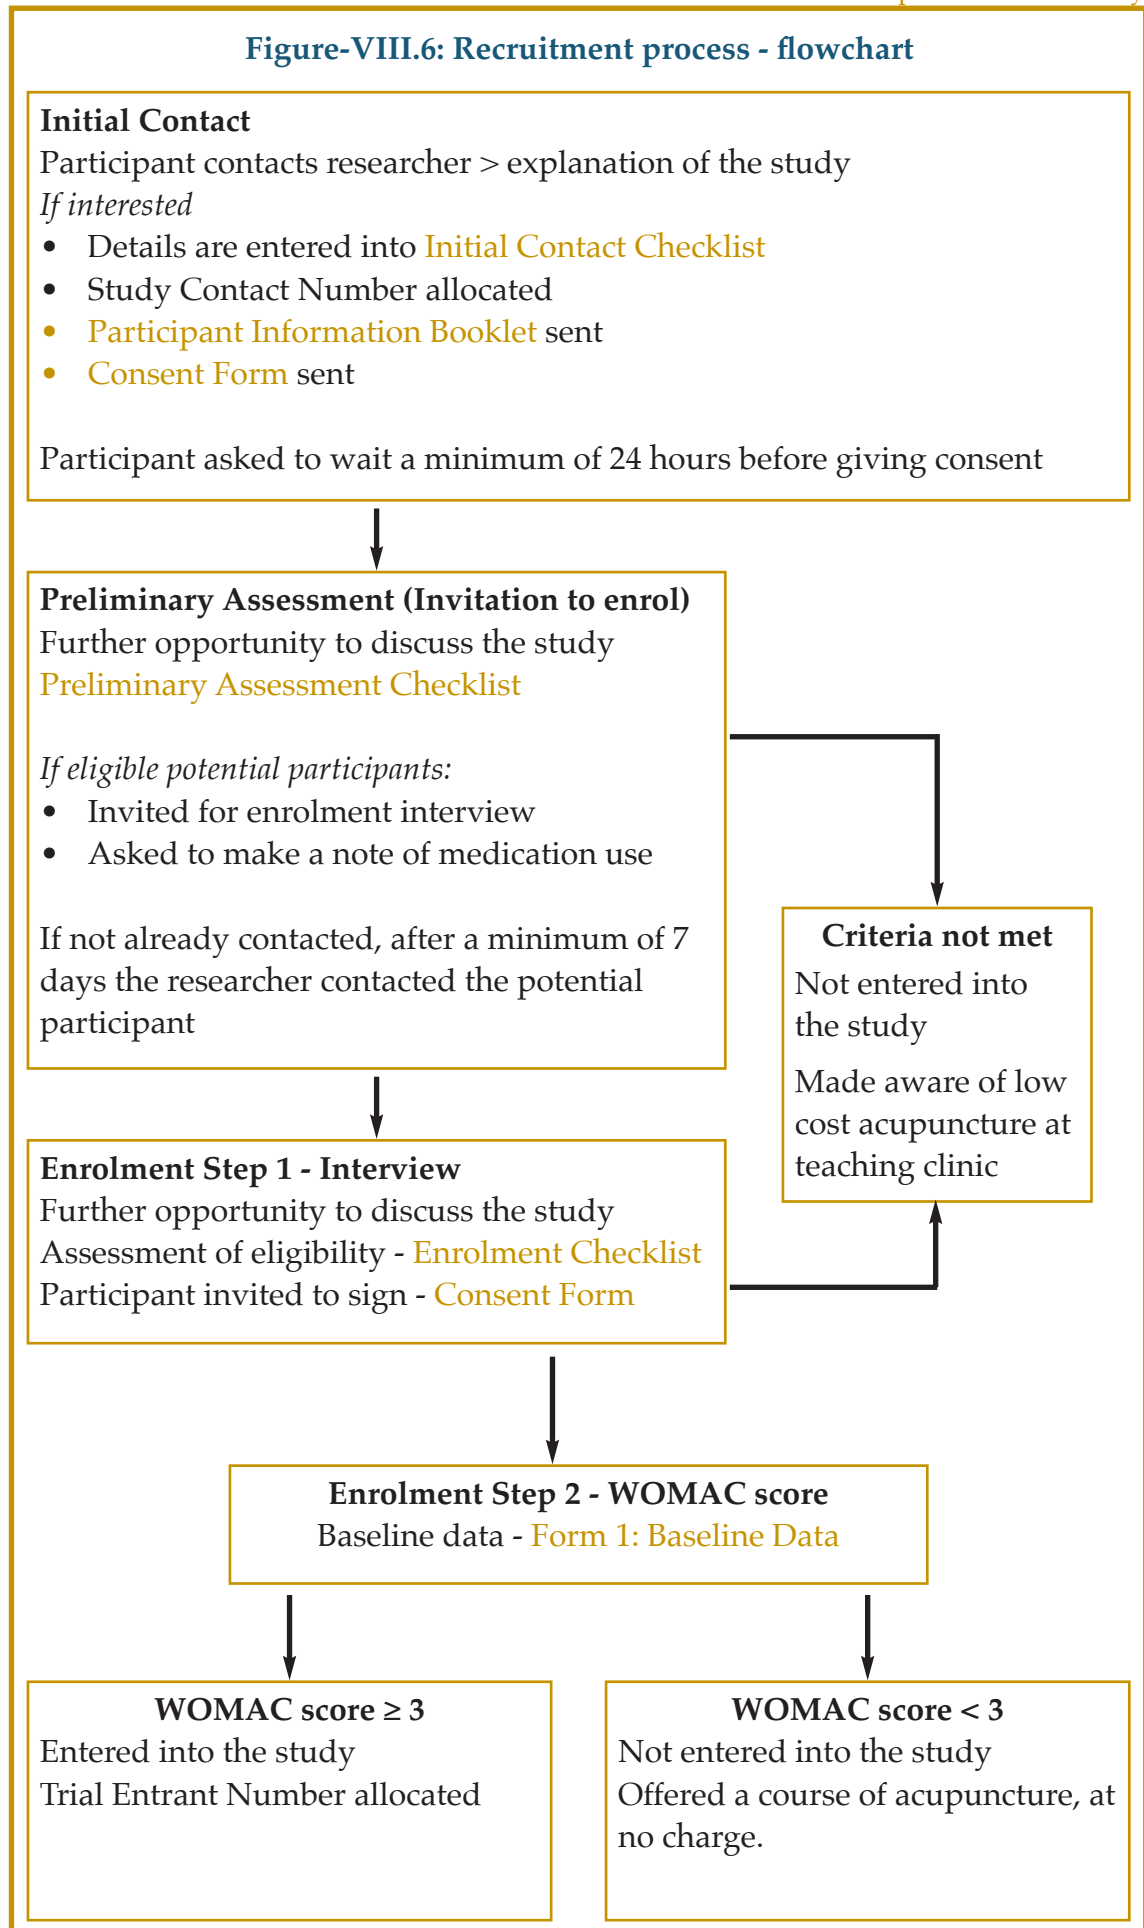 Figure-VIII.6: Recruitment process - flowchart
Initial Contact
Participant contacts researcher > explanation of the study
If interested
• Details are entered into Initial Contact Checklist
• Study Contact Number allocated
• Participant Information Booklet sent
• Consent Form sent
Participant asked to wait a minimum of 24 hours before giving consent
Preliminary Assessment (Invitation to enrol)
Further opportunity to discuss the study
Preliminary Assessment Checklist
If eligible potential participants:
• Invited for enrolment interview
• Asked to make a note of medication use
If not already contacted, after a minimum of 7
days the researcher contacted the potential
participant
Criteria not met
Not entered into
the study
Made aware of low
cost acupuncture at
teaching clinic
Enrolment Step 1 - Interview
Further opportunity to discuss the study
Assessment of eligibility - Enrolment Checklist
Participant invited to sign - Consent Form
Enrolment Step 2 - WOMAC score
Baseline data - Form 1: Baseline Data
WOMAC score ≥ 3
Entered into the study
Trial Entrant Number allocated
WOMAC score < 3
Not entered into the study
Offered a course of acupuncture, at
no charge.